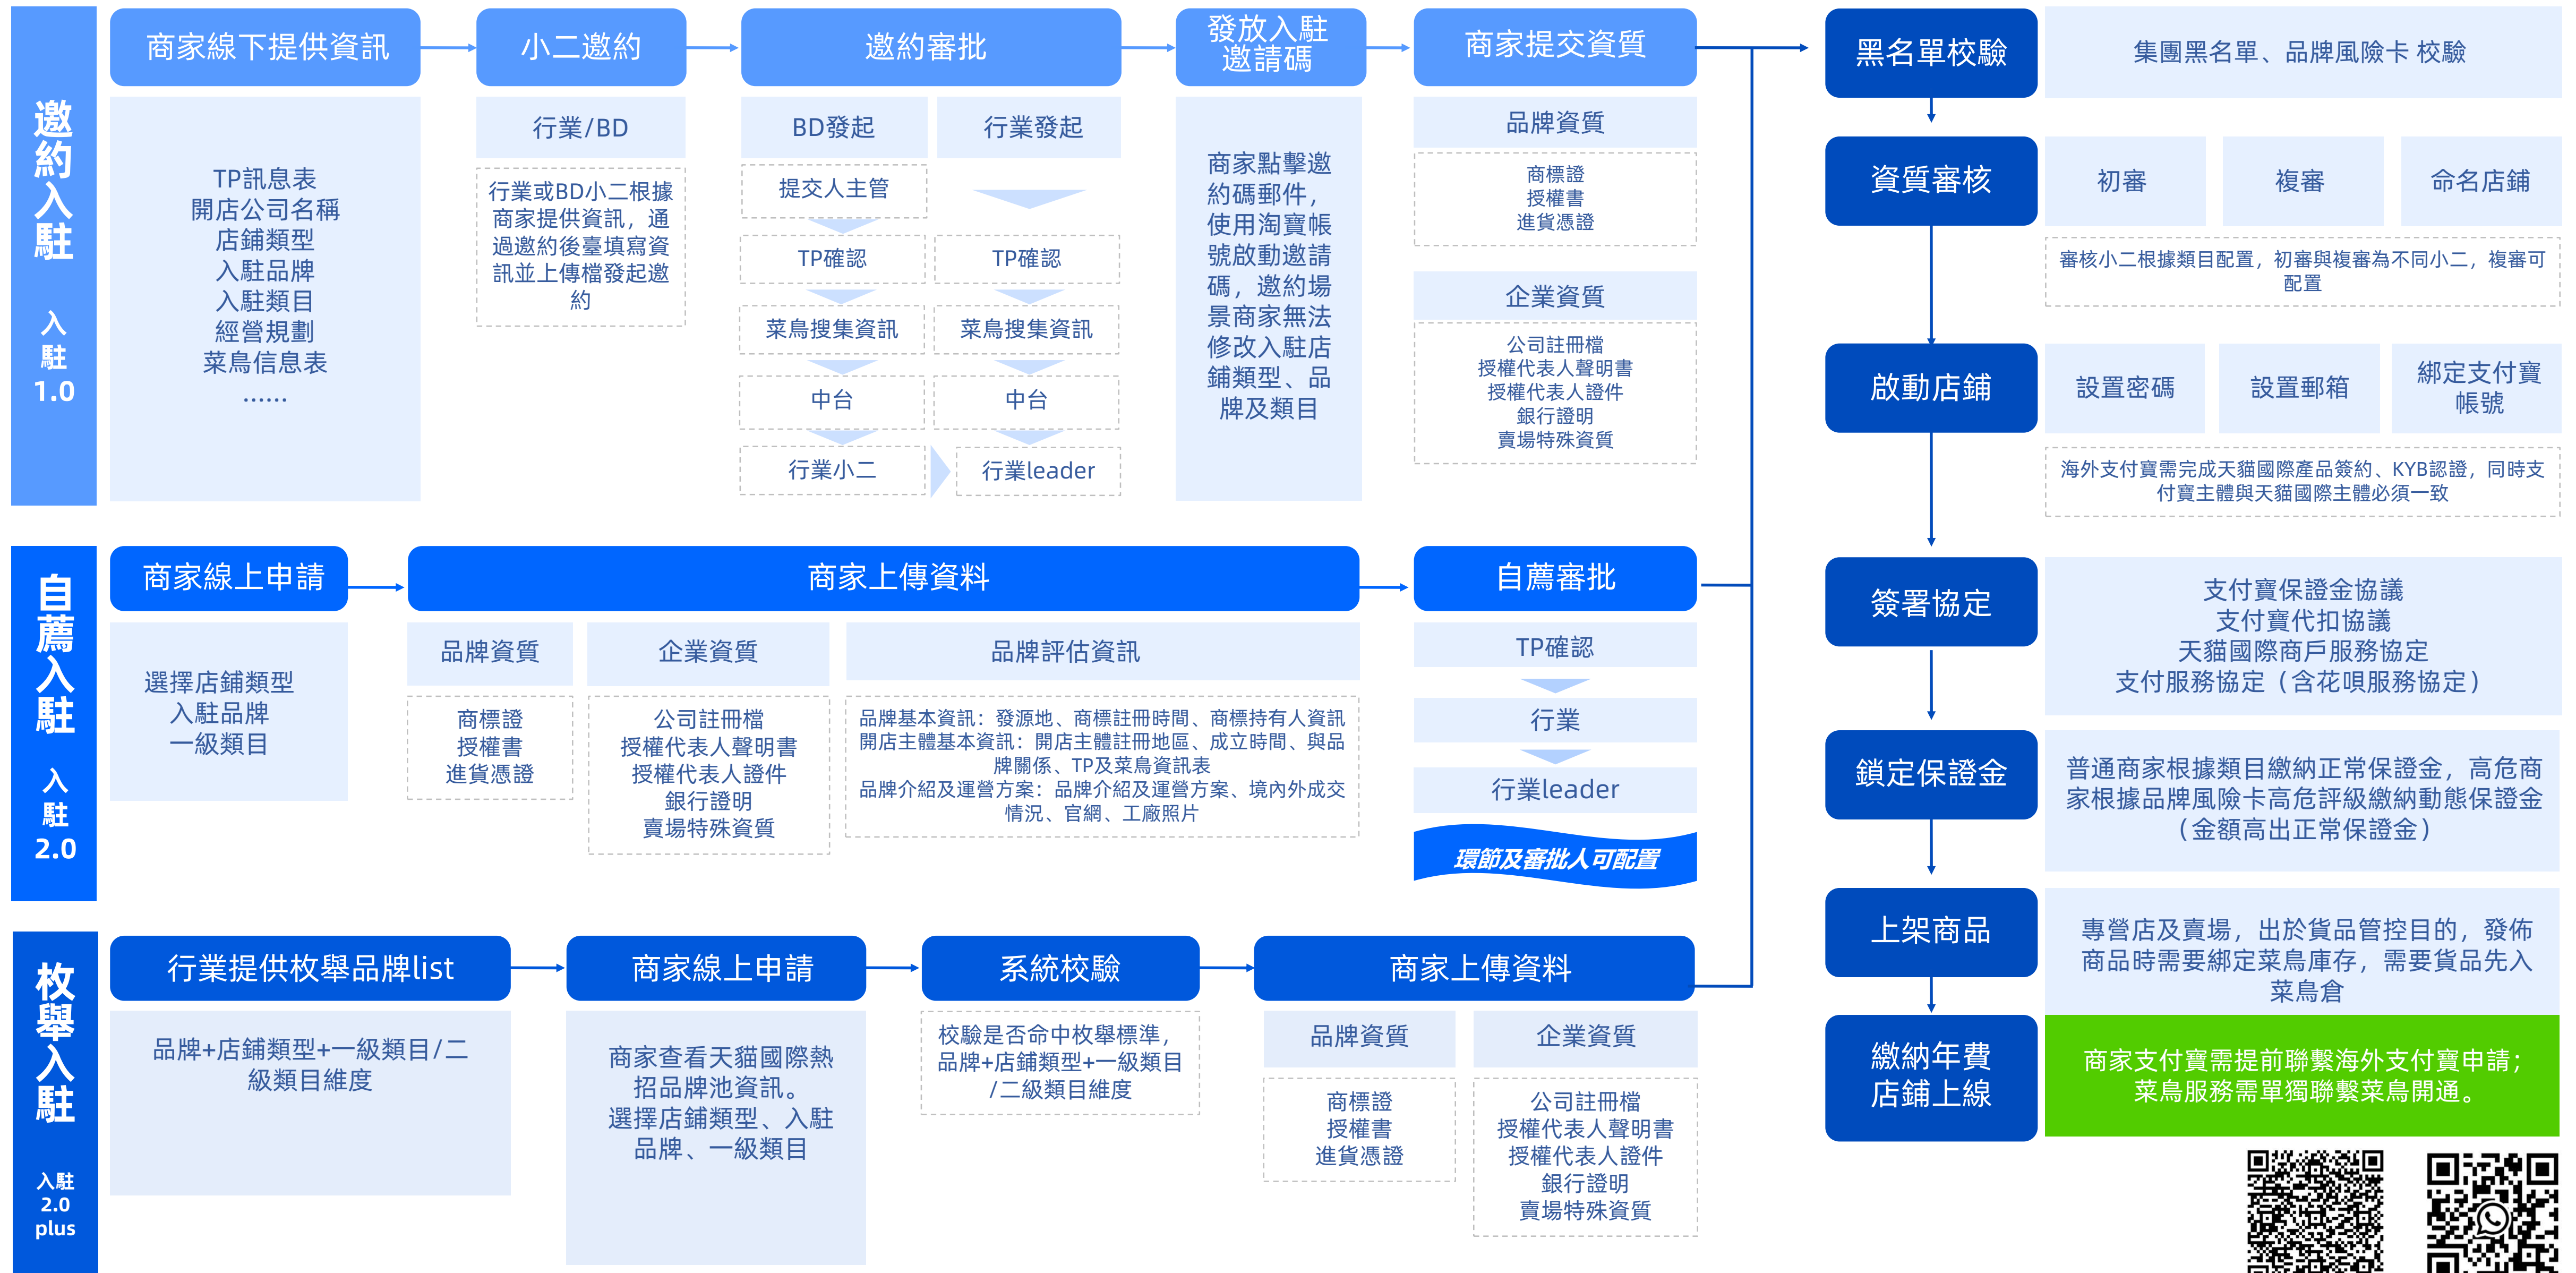 邀
約
入
駐
入
駐
1.0
商家線下提供資訊
TP訊息表
開店公司名稱
店鋪類型
入駐品牌
入駐類目
經營規劃
菜鳥信息表
......
小二邀約
行業/BD
行業或BD小二根據
商家提供資訊，通
過邀約後臺填寫資
訊並上傳檔發起邀
約
邀約審批
BD發起
提交人主管
TP確認
菜鳥搜集資訊
中台
行業小二
行業發起
TP確認
菜鳥搜集資訊
中台
行業leader
發放入駐
邀請碼
商家點擊邀
約碼郵件，
使用淘寶帳
號啟動邀請
碼，邀約場
景商家無法
修改入駐店
鋪類型、品
牌及類目
商家提交資質
品牌資質
商標證
授權書
進貨憑證
企業資質
公司註冊檔
授權代表人聲明書
授權代表人證件
銀行證明
賣場特殊資質
自
薦
入
駐
入
駐
2.0
商家線上申請
選擇店鋪類型
入駐品牌
一級類目
商家上傳資料
品牌資質
商標證
授權書
進貨憑證
企業資質
公司註冊檔
授權代表人聲明書
授權代表人證件
銀行證明
賣場特殊資質
品牌評估資訊
品牌基本資訊：發源地、商標註冊時間、商標持有人資訊
開店主體基本資訊：開店主體註冊地區、成立時間、與品
牌關係、TP及菜鳥資訊表
品牌介紹及運營方案：品牌介紹及運營方案、境內外成交
情況、官網、工廠照片
自薦審批
TP確認
行業
行業leader
環節及審批人可配置
枚
舉
入
駐
入駐
2.0
plus
行業提供枚舉品牌list
品牌+店鋪類型+一級類目/二
級類目維度
商家線上申請
商家查看天貓國際熱
招品牌池資訊。
選擇店鋪類型、入駐
品牌、一級類目
系統校驗
校驗是否命中枚舉標準，
品牌+店鋪類型+一級類目
/二級類目維度
商家上傳資料
品牌資質
商標證
授權書
進貨憑證
企業資質
公司註冊檔
授權代表人聲明書
授權代表人證件
銀行證明
賣場特殊資質
黑名單校驗
集團黑名單、品牌風險卡 校驗
資質審核
初審
複審
命名店鋪
審核小二根據類目配置，初審與複審為不同小二，複審可
配置
啟動店鋪
設置密碼
設置郵箱
綁定支付寶
帳號
海外支付寶需完成天貓國際產品簽約、KYB認證，同時支
付寶主體與天貓國際主體必須一致
簽署協定
支付寶保證金協議
支付寶代扣協議
天貓國際商戶服務協定
支付服務協定（含花唄服務協定）
鎖定保證金
普通商家根據類目繳納正常保證金，高危商
家根據品牌風險卡高危評級繳納動態保證金
（金額高出正常保證金）
上架商品
專營店及賣場，出於貨品管控目的，發佈
商品時需要綁定菜鳥庫存，需要貨品先入
菜鳥倉
繳納年費
店鋪上線
商家支付寶需提前聯繫海外支付寶申請；
菜鳥服務需單獨聯繫菜鳥開通。